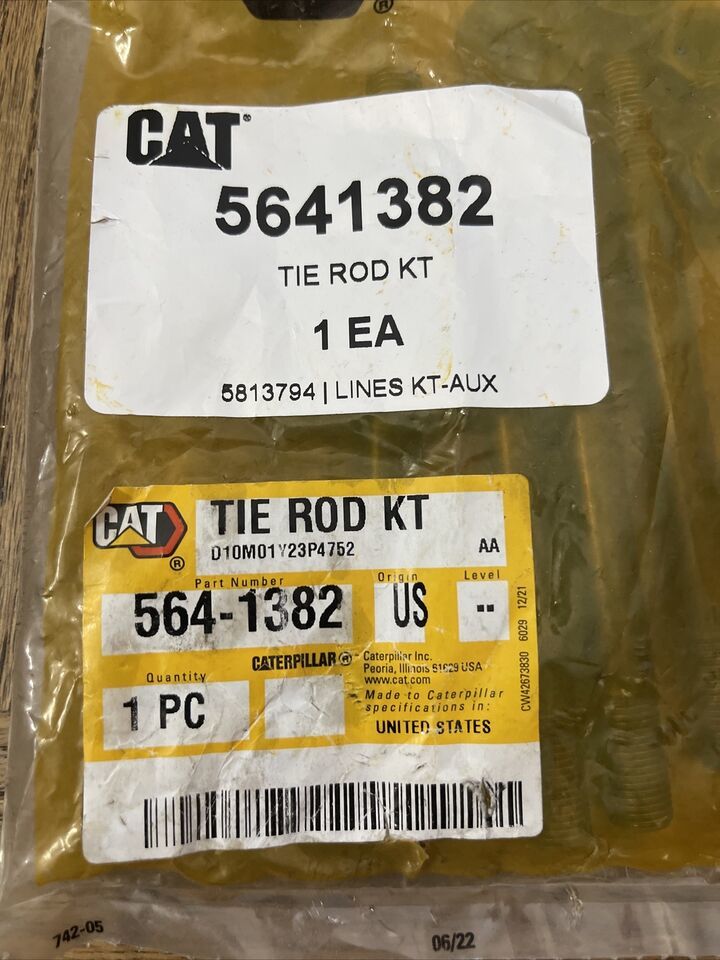 ®
CAT®
5641382
TIE ROD KT
1 EA
5813794 | LINES KT-AUX
CAT®
TIE ROD KT
D10M01Y23P4752 AA
Part Number Origin Level
564-1382 US --
CATERPILLAR® Caterpillar Inc.
Peoria, Illinois 61629 USA
www.cat.com
Quantity
1 PC
Made to Caterpillar
specifications in:
UNITED STATES
CW42673830 6029 12/21
742-05
06/22